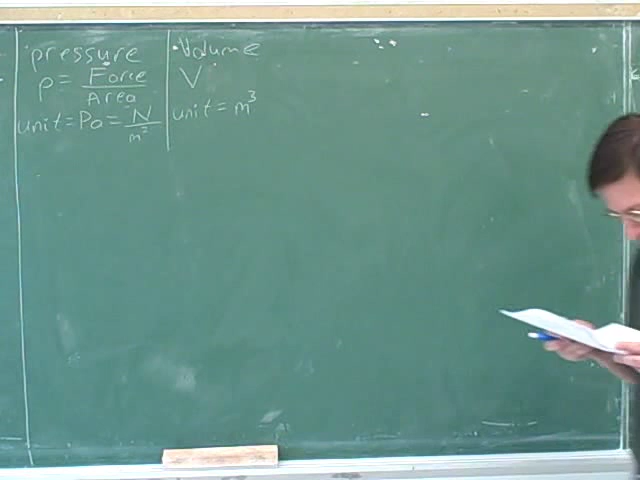 pressure
p = Force / Area
unit = Pa = N / m²
Volume
V
unit = m³